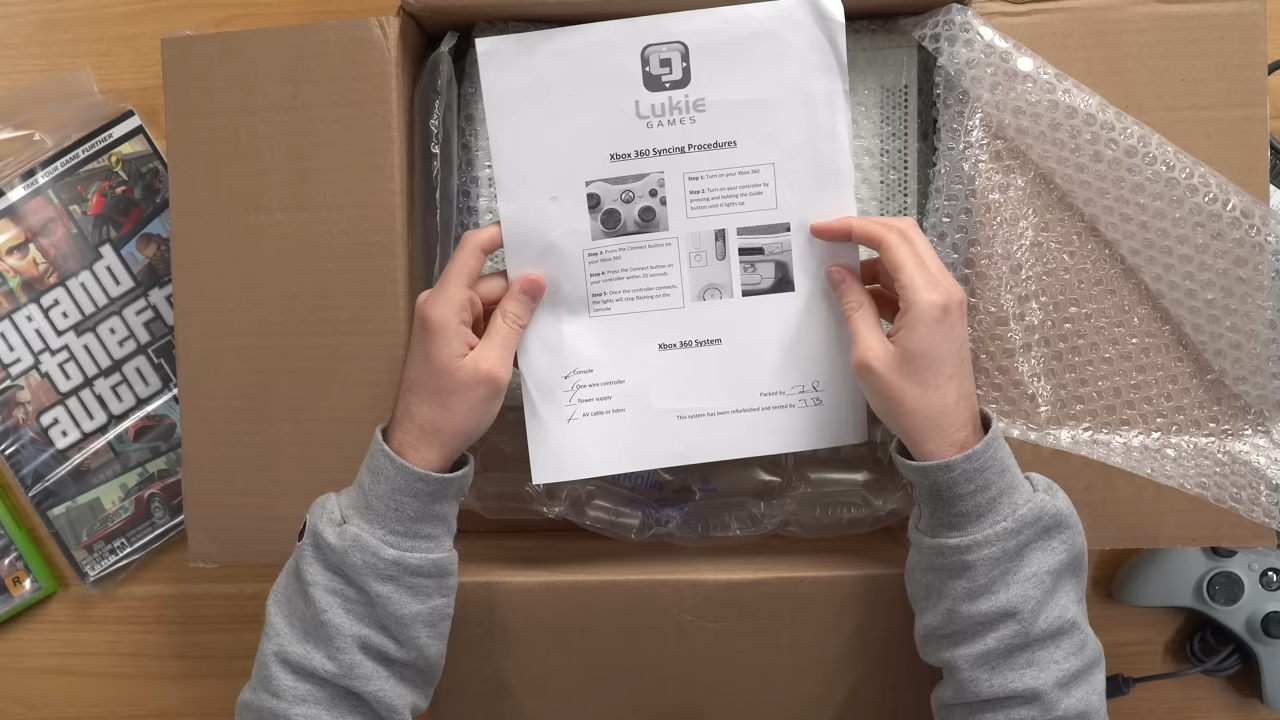 Lukie
GAMES
Xbox 360 Syncing Procedures
Step 1: Turn on your Xbox 360
Step 2: Turn on your controller by
pressing and holding the Guide
button until it lights up
Step 3: Press the Connect button on
your Xbox 360
Step 4: Press the Connect button on
your controller within 20 seconds
Step 5: Once the controller connects,
the lights will stop flashing on the
console
Xbox 360 System
Console
One wire controller
Power supply
AV cable or hdmi
Packed by
This system has been refurbished and tested by TB
TAKE YOUR GAME FURTHER
grand
theft
auto
M
R